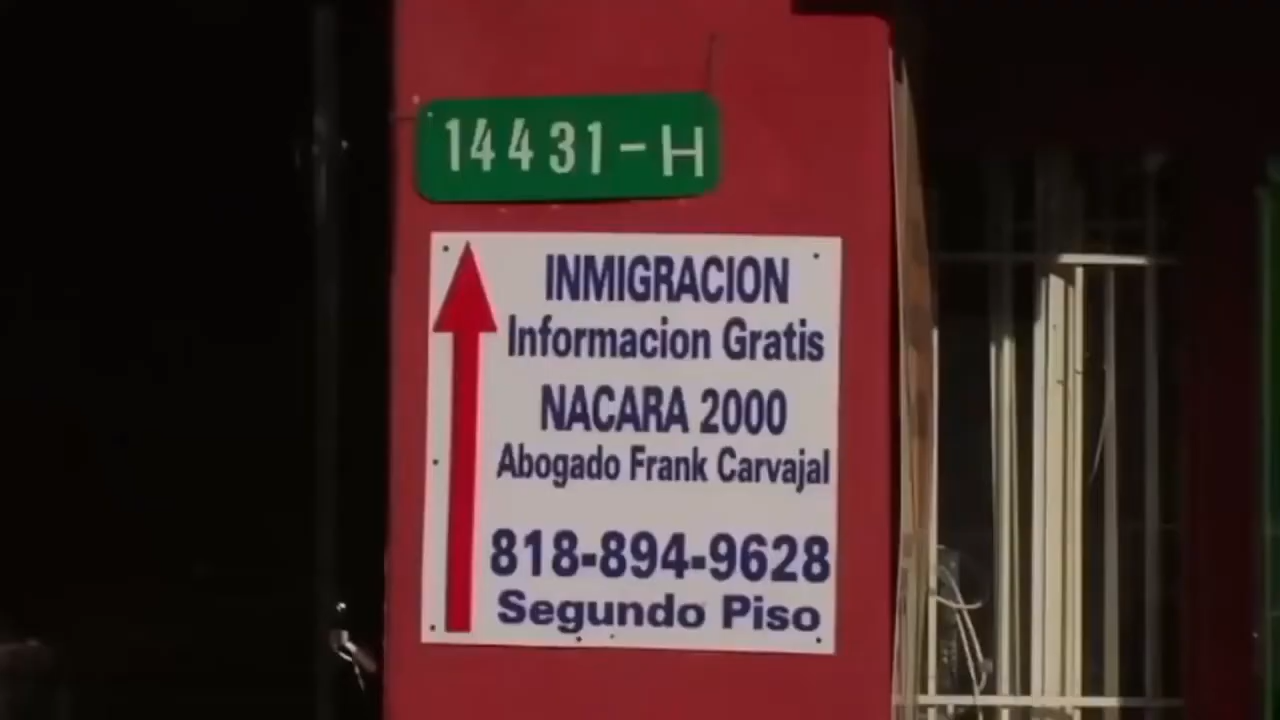 14431-H
INMIGRACION
Informacion Gratis
NACARA 2000
Abogado Frank Carvajal
818-894-9628
Segundo Piso